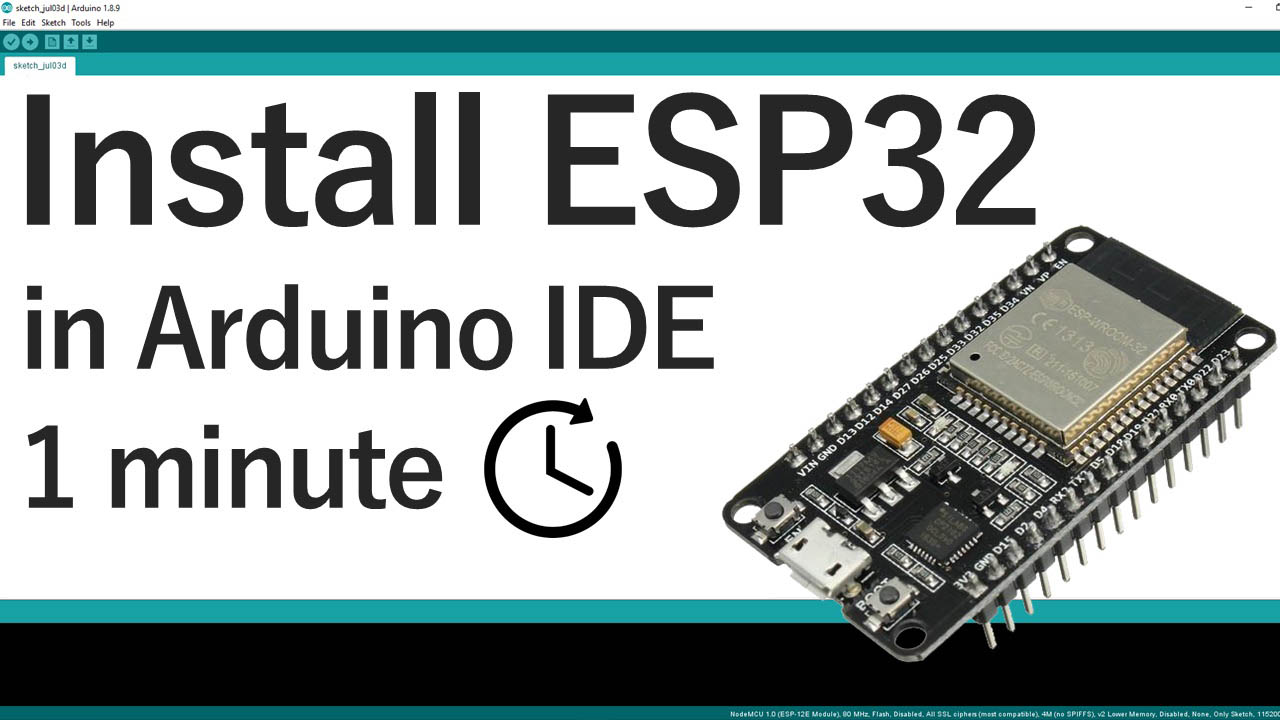 sketch_jul03d | Arduino 1.8.9
File Edit Sketch Tools Help
sketch_jul03d
Install ESP32
in Arduino IDE
1 minute
VIN GND D13 D12 D14 D27 D26 D25 D33 D32 D35 D34 VN VP EN
ESP-WROOM-32
CE1313
211-161007
3V3 GND D15 D2 D4 RX2 TX2 D5 D18 D19 D21 RX0 TX0 D22 D23
EN
BOOT
NodeMCU 1.0 (ESP-12E Module), 80 MHz, Flash, Disabled, All SSL ciphers (most compatible), 4M (no SPIFFS), v2 Lower Memory, Disabled, None, Only Sketch, 115200